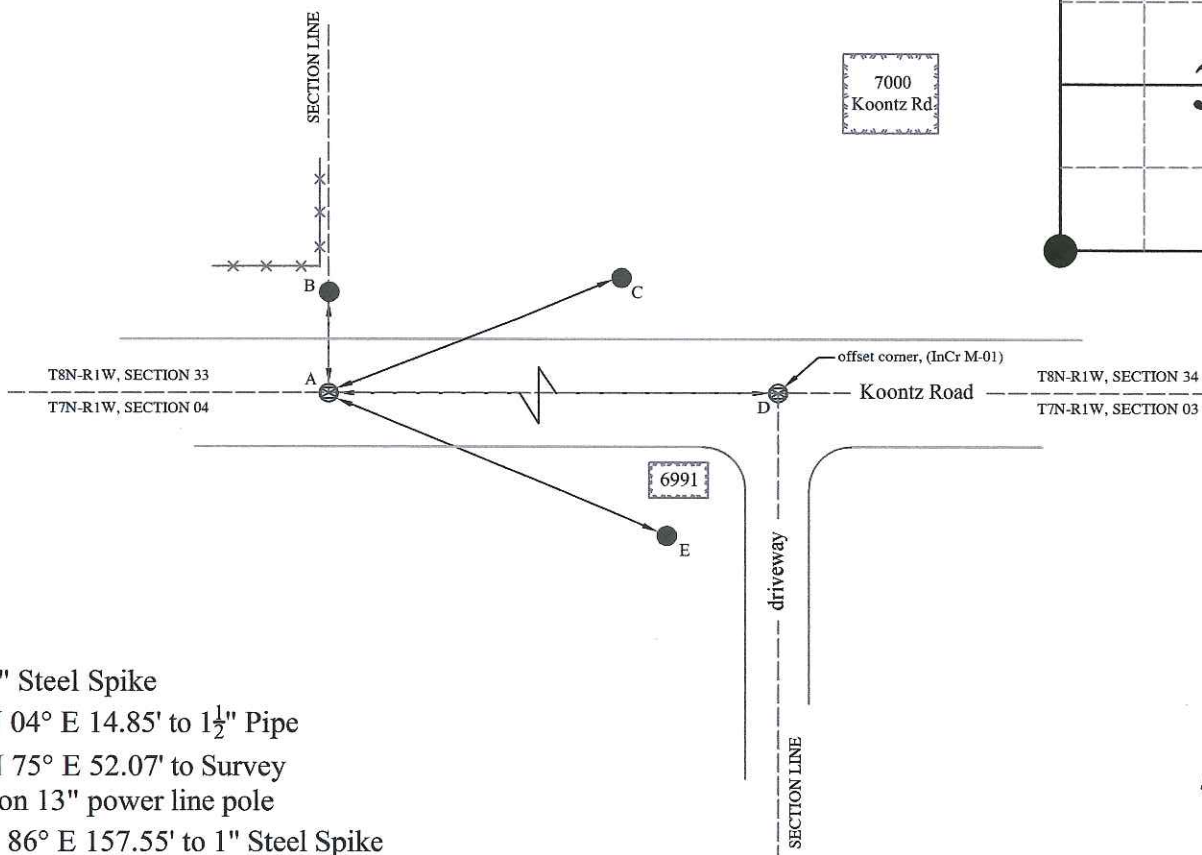 SECTION LINE
7000
Koontz Rd
B
C
offset corner, (InCr M-01)
T8N-R1W, SECTION 33
A
Koontz Road
T8N-R1W, SECTION 34
T7N-R1W, SECTION 04
D
T7N-R1W, SECTION 03
6991
E
driveway
" Steel Spike
04° E 14.85' to 1½" Pipe
75° E 52.07' to Survey
on 13" power line pole
86° E 157.55' to 1" Steel Spike
SECTION LINE